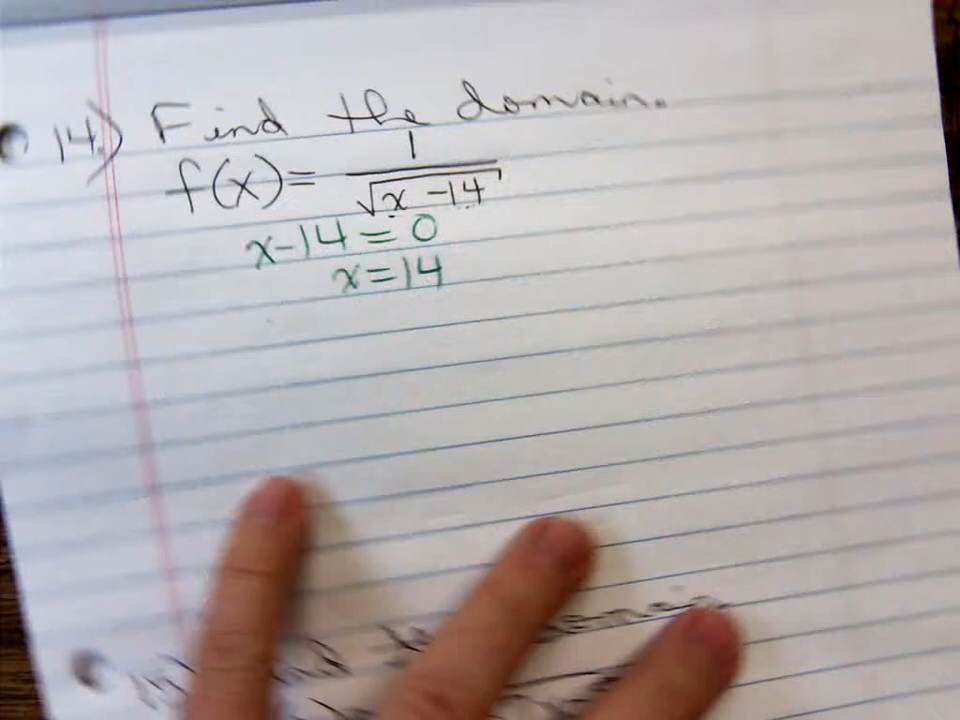 14.) Find the domain.
f(x) = 1/√(x-14)
x-14 = 0
x = 14